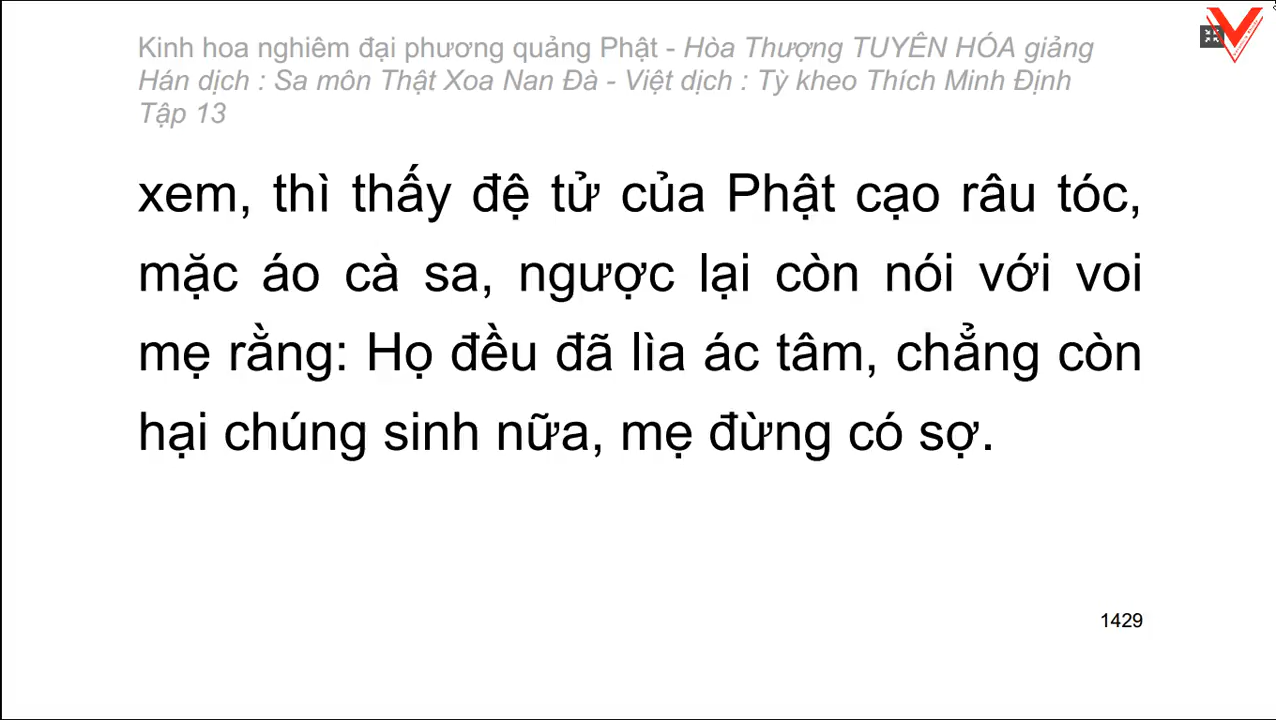 Kinh hoa nghiêm đại phương quảng Phật - Hòa Thượng TUYÊN HÓA giảng
Hán dịch : Sa môn Thật Xoa Nan Đà - Việt dịch : Tỳ kheo Thích Minh Định
Tập 13
xem, thì thấy đệ tử của Phật cạo râu tóc,
mặc áo cà sa, ngược lại còn nói với voi
mẹ rằng: Họ đều đã lìa ác tâm, chẳng còn
hại chúng sinh nữa, mẹ đừng có sợ.
1429